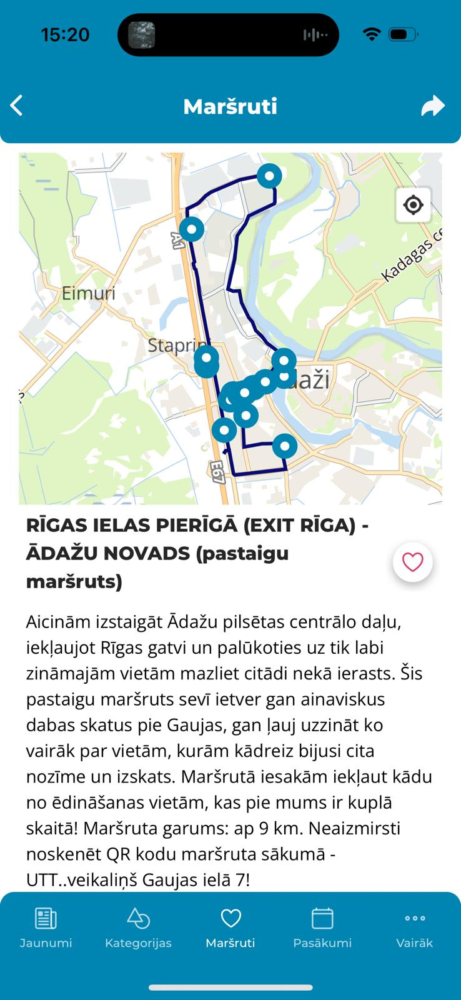 15:20
Maršruti
A1
Kadagas ce
Eimuri
Stapriņi
daži
E67
RĪGAS IELAS PIERĪGĀ (EXIT RĪGA) -
ĀDAŽU NOVADS (pastaigu
maršruts)
Aicinām izstaigāt Ādažu pilsētas centrālo daļu,
iekļaujot Rīgas gatvi un palūkoties uz tik labi
zināmajām vietām mazliet citādi nekā ierasts. Šis
pastaigu maršruts sevī ietver gan ainaviskus
dabas skatus pie Gaujas, gan ļauj uzzināt ko
vairāk par vietām, kurām kādreiz bijusi cita
nozīme un izskats. Maršrutā iesakām iekļaut kādu
no ēdināšanas vietām, kas pie mums ir kuplā
skaitā! Maršruta garums: ap 9 km. Neaizmirsti
noskenēt QR kodu maršruta sākumā -
UTT..veikaliņš Gaujas ielā 7!
Jaunumi
Kategorijas
Maršruti
Pasākumi
Vairāk